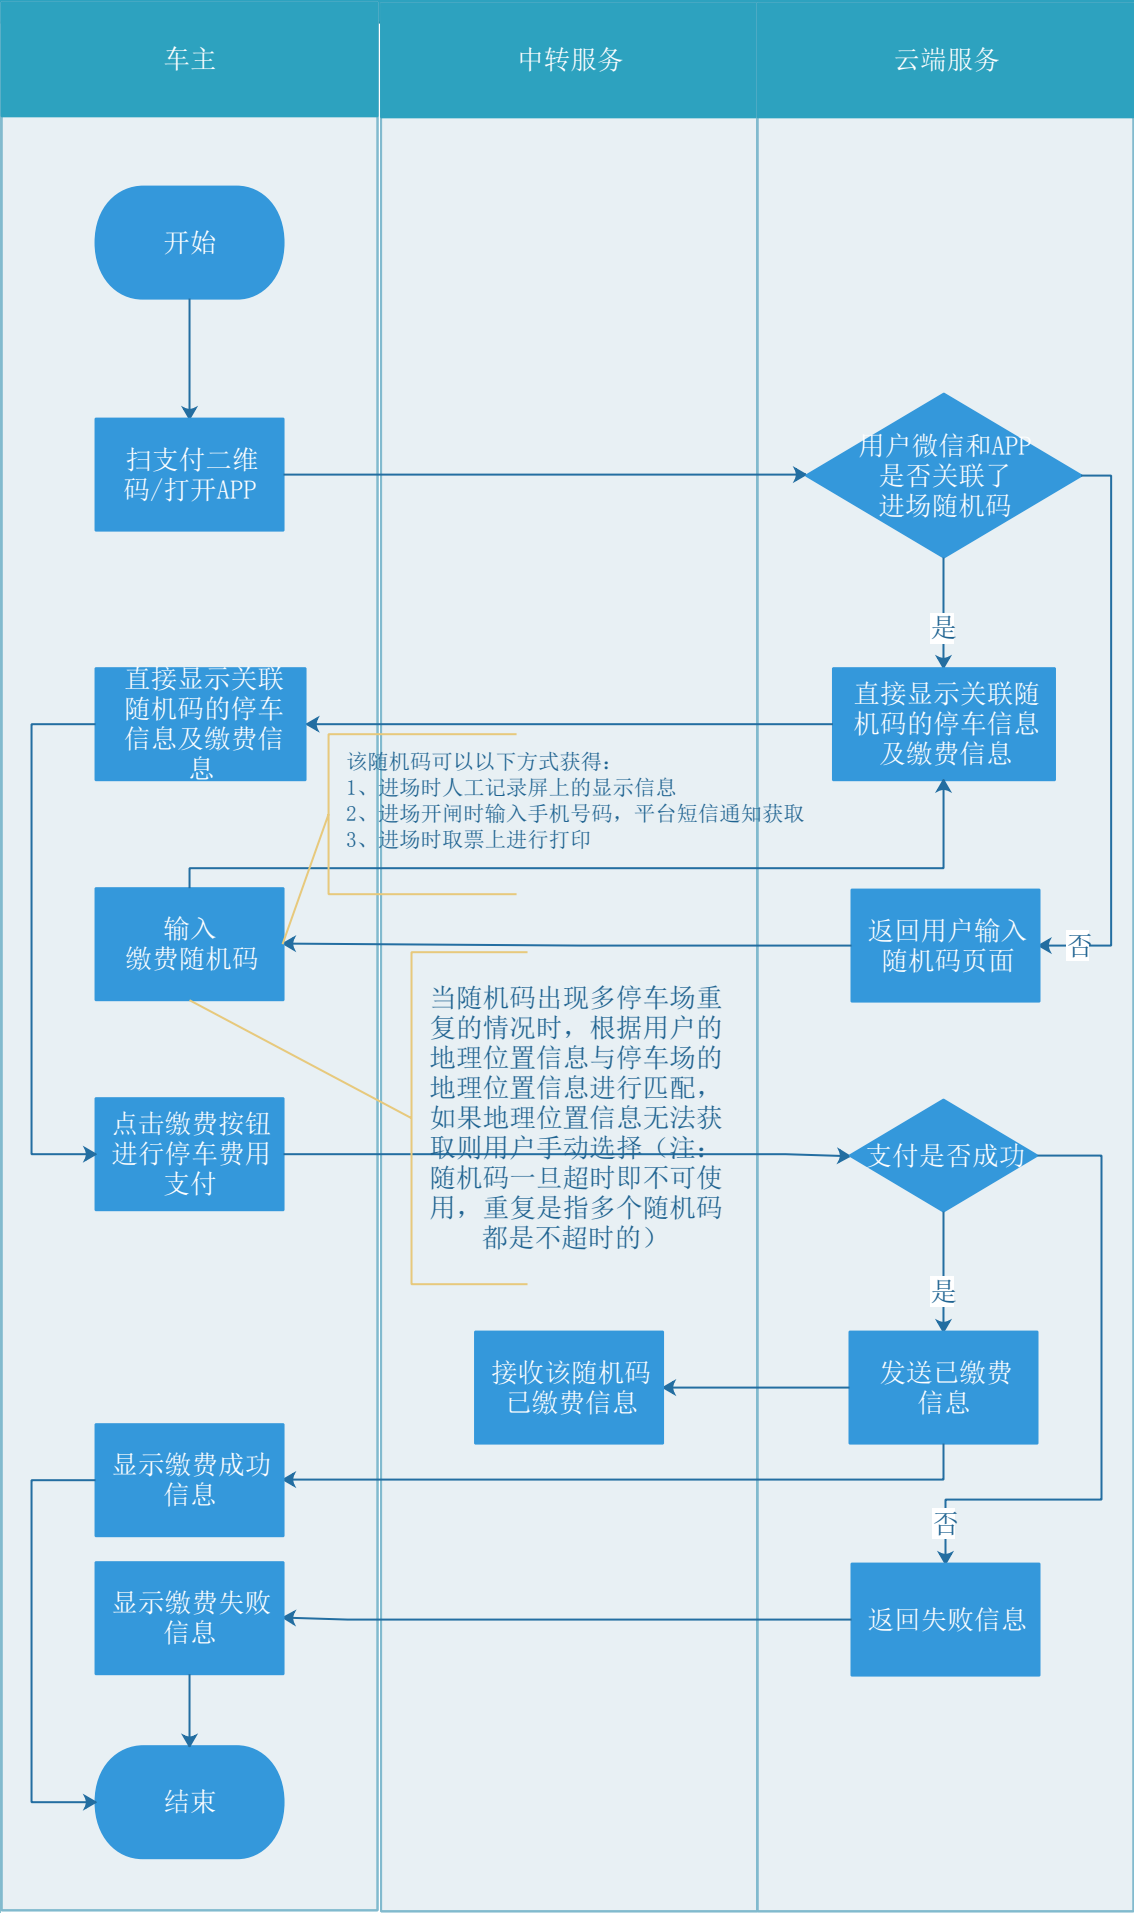 车主
中转服务
云端服务
开始
扫支付二维
码/打开APP
用户微信和APP
是否关联了
进场随机码
是
直接显示关联
随机码的停车
信息及缴费信
息
直接显示关联随
机码的停车信息
及缴费信息
该随机码可以以下方式获得:
1、进场时人工记录屏上的显示信息
2、进场开闸时输入手机号码, 平台短信通知获取
3、进场时取票上进行打印
输入
缴费随机码
返回用户输入
随机码页面
否
当随机码出现多停车场重
复的情况时, 根据用户的
地理位置信息与停车场的
地理位置信息进行匹配,
如果地理位置信息无法获
取则用户手动选择（注:
随机码一旦超时即不可使
用, 重复是指多个随机码
都是不超时的）
点击缴费按钮
进行停车费用
支付
支付是否成功
是
接收该随机码
已缴费信息
发送已缴费
信息
显示缴费成功
信息
否
显示缴费失败
信息
返回失败信息
结束